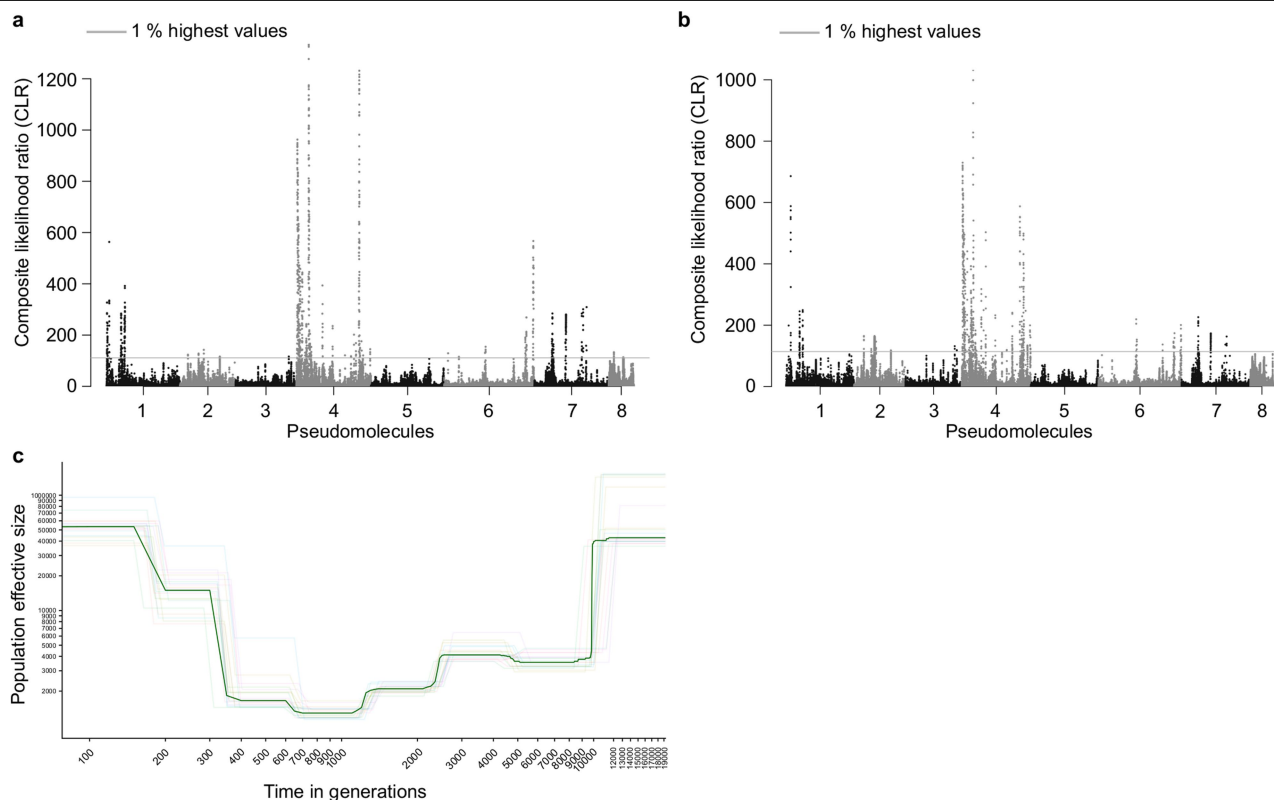 a
1 % highest values
Composite likelihood ratio (CLR)
1200
1000
800
600
400
200
0
1 2 3 4 5 6 7 8
Pseudomolecules
b
1 % highest values
Composite likelihood ratio (CLR)
1000
800
600
400
200
0
1 2 3 4 5 6 7 8
Pseudomolecules
c
Population effective size
1000000
90000
80000
70000
60000
50000
40000
30000
20000
10000
9000
8000
7000
6000
5000
4000
3000
2000
100 200 300 400 500 600 700 800 900 1000 2000 3000 4000 5000 6000 7000 8000 9000 10000 12000 13000 14000 15000 16000 17000 18000 19000
Time in generations